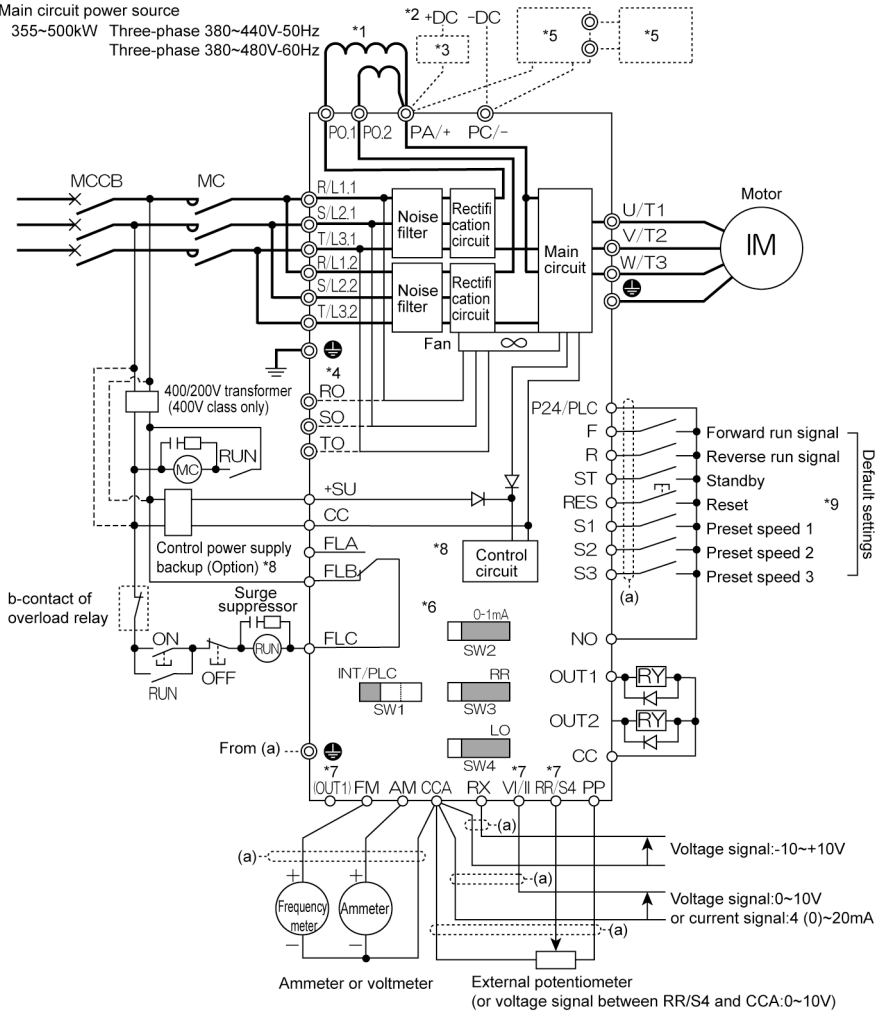 Main circuit power source
355~500kW Three-phase 380~440V-50Hz
Three-phase 380~480V-60Hz
*1
*2 +DC -DC
*3
*5
*5
PO.1 PO.2 PA/+ PC/-
MCCB
MC
R/L1.1
S/L2.1
T/L3.1
R/L1.2
S/L2.2
T/L3.2
Noise
filter
Rectifi
cation
circuit
Noise
filter
Rectifi
cation
circuit
Main
circuit
Fan
U/T1
V/T2
W/T3
Motor
IM
*4
RO
SO
TO
400/200V transformer
(400V class only)
MC
RUN
+SU
CC
Control power supply
backup (Option) *8
FLA
FLB
FLC
*8
Control
circuit
b-contact of
overload relay
Surge
suppressor
ON
RUN
OFF
RUN
*6
0-1mA
SW2
INT/PLC
SW1
RR
SW3
LO
SW4
P24/PLC
F
R
ST
RES
S1
S2
S3
(a)
Forward run signal
Reverse run signal
Standby
Reset
Preset speed 1
Preset speed 2
Preset speed 3
*9
Default settings
NO
OUT1
RY
OUT2
RY
CC
From (a)
*7
*7
*7
(OUT1) FM AM CCA RX VI/II RR/S4 PP
(a)
(a)
(a)
(a)
+
Frequency
meter
−
+
Ammeter
−
Ammeter or voltmeter
Voltage signal:-10~+10V
Voltage signal:0~10V
or current signal:4 (0)~20mA
External potentiometer
(or voltage signal between RR/S4 and CCA:0~10V)